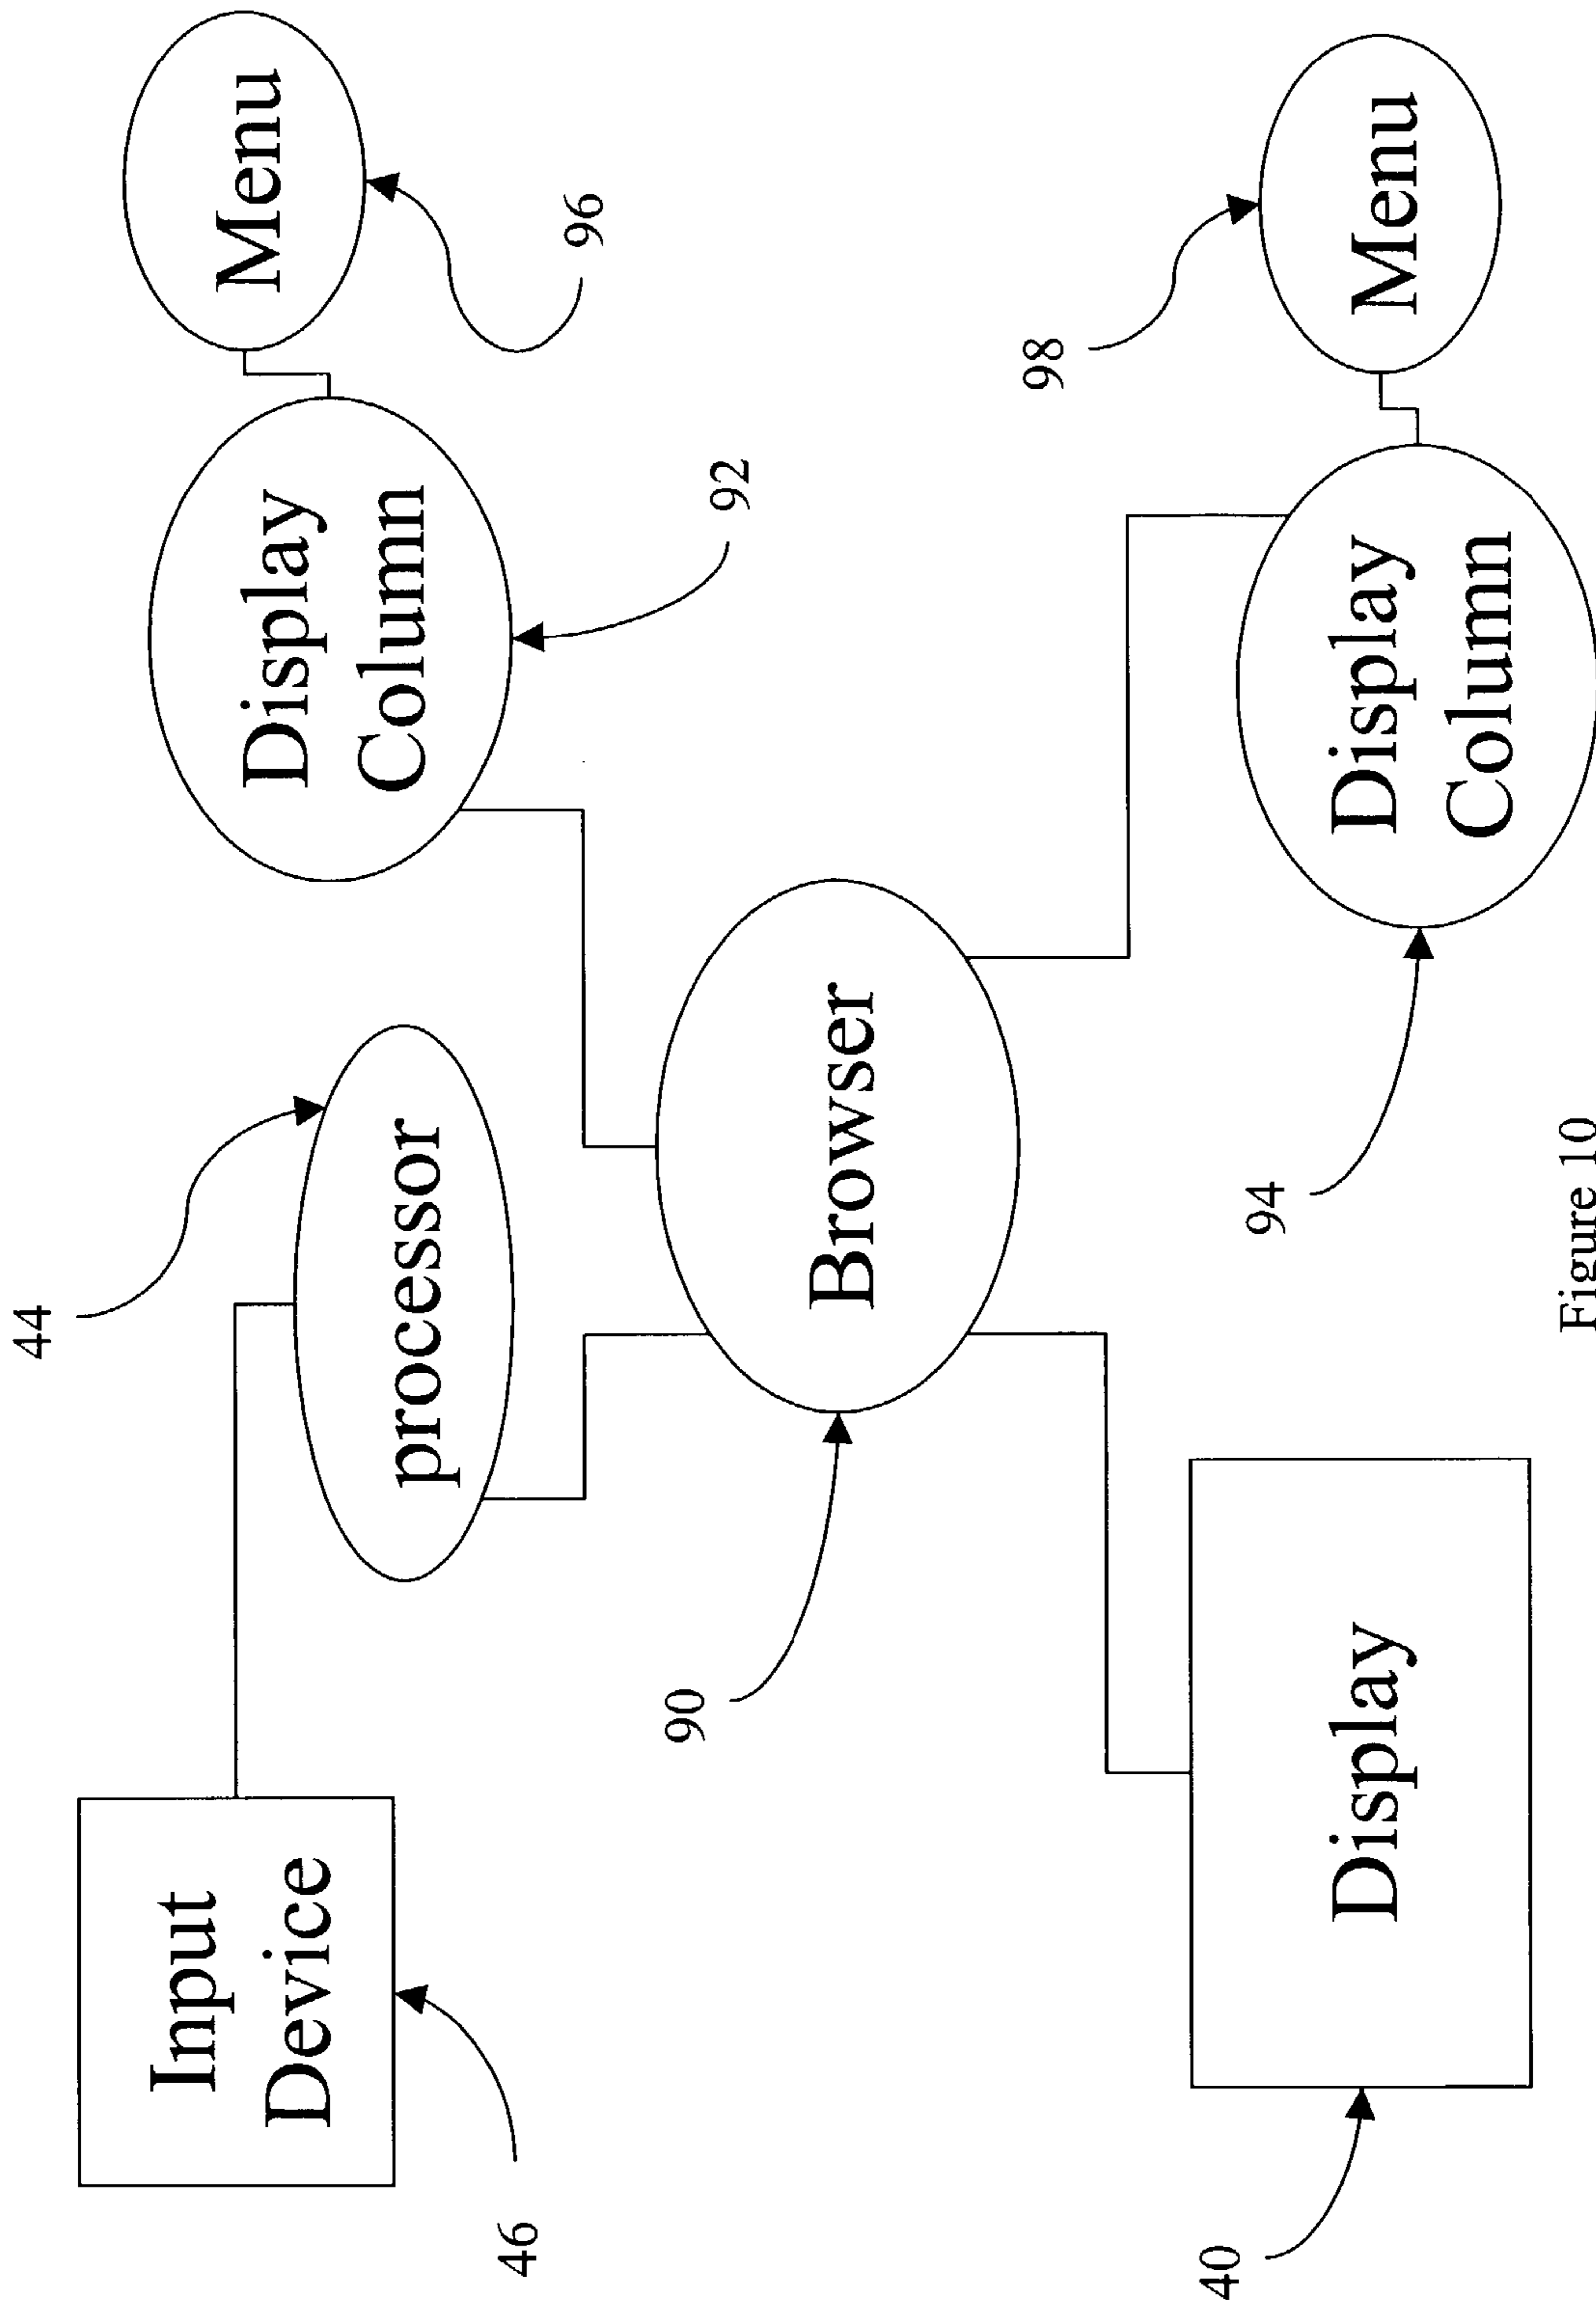 44
Input
Device
processor
Display
Column
Menu
46
96
92
90
Browser
98
40
Display
94
Display
Column
Menu
Figure 10